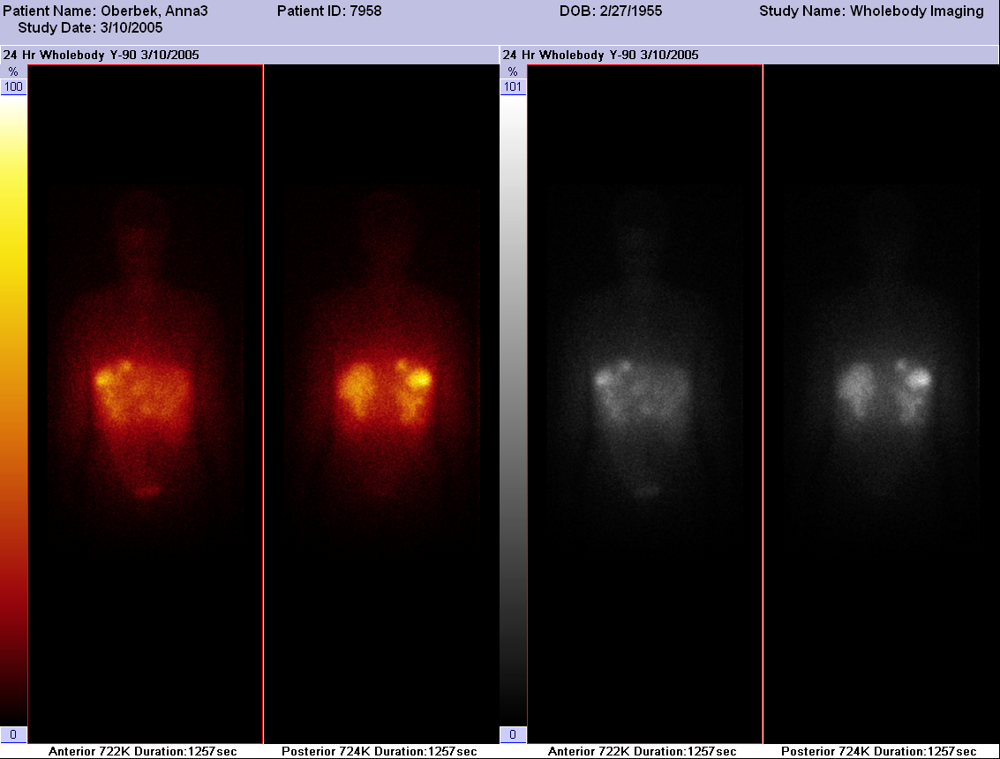 Patient Name: Oberbek, Anna3 Patient ID: 7958 DOB: 2/27/1955 Study Name: Wholebody Imaging
Study Date: 3/10/2005
24 Hr Wholebody Y-90 3/10/2005 24 Hr Wholebody Y-90 3/10/2005
% %
100 101
0 0
Anterior 722K Duration:1257sec Posterior 724K Duration:1257sec Anterior 722K Duration:1257sec Posterior 724K Duration:1257sec